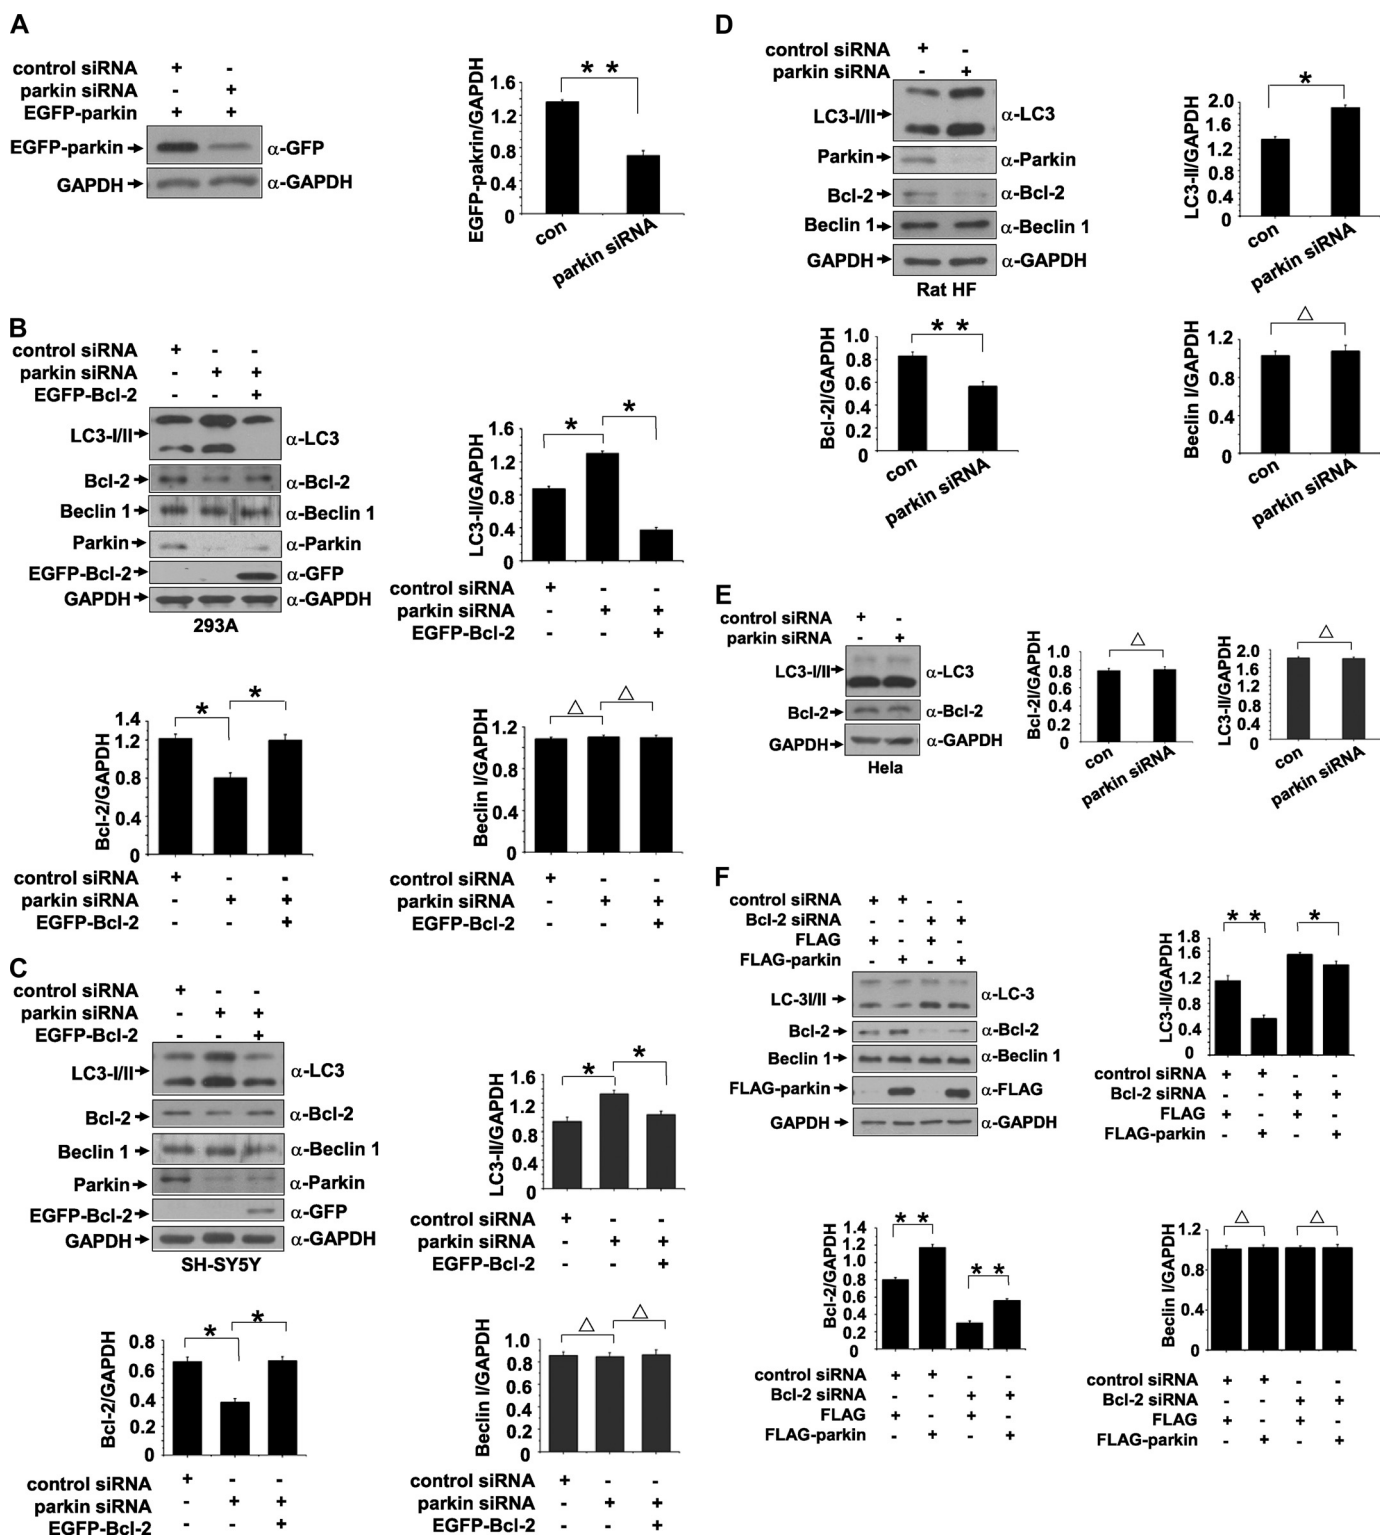 A
control siRNA + -
parkin siRNA - +
EGFP-parkin + +
EGFP-parkin α-GFP
GAPDH α-GAPDH
EGFP-pakrin/GAPDH
* *
1.6
1.2
0.8
0.4
0
con
parkin siRNA
B
control siRNA + - -
parkin siRNA - + +
EGFP-Bcl-2 - - +
LC3-I/II α-LC3
Bcl-2 α-Bcl-2
Beclin 1 α-Beclin 1
Parkin α-Parkin
EGFP-Bcl-2 α-GFP
GAPDH α-GAPDH
293A
LC3-II/GAPDH
* *
1.6
1.2
0.8
0.4
0
control siRNA + - -
parkin siRNA - + +
EGFP-Bcl-2 - - +
Bcl-2/GAPDH
* *
1.4
1.2
0.8
0.4
0
control siRNA + - -
parkin siRNA - + +
EGFP-Bcl-2 - - +
Beclin I/GAPDH
△ △
1.2
0.8
0.4
0
control siRNA + - -
parkin siRNA - + +
EGFP-Bcl-2 - - +
C
control siRNA + - -
parkin siRNA - + +
EGFP-Bcl-2 - - +
LC3-I/II α-LC3
Bcl-2 α-Bcl-2
Beclin 1 α-Beclin 1
Parkin α-Parkin
EGFP-Bcl-2 α-GFP
GAPDH α-GAPDH
SH-SY5Y
LC3-II/GAPDH
* *
1.6
1.2
0.8
0.4
0
control siRNA + - -
parkin siRNA - + +
EGFP-Bcl-2 - - +
Bcl-2/GAPDH
* *
0.8
0.6
0.4
0.2
0
control siRNA + - -
parkin siRNA - + +
EGFP-Bcl-2 - - +
Beclin I/GAPDH
△ △
1.0
0.8
0.6
0.4
0.2
0
control siRNA + - -
parkin siRNA - + +
EGFP-Bcl-2 - - +
D
control siRNA + -
parkin siRNA - +
LC3-I/II α-LC3
Parkin α-Parkin
Bcl-2 α-Bcl-2
Beclin 1 α-Beclin 1
GAPDH α-GAPDH
Rat HF
LC3-II/GAPDH
*
2.0
1.6
1.2
0.8
0.4
0
con
parkin siRNA
Bcl-2I/GAPDH
* *
1.0
0.8
0.6
0.4
0.2
0
con
parkin siRNA
Beclin I/GAPDH
△
1.2
0.8
0.4
0
con
parkin siRNA
E
control siRNA + -
parkin siRNA - +
LC3-I/II α-LC3
Bcl-2 α-Bcl-2
GAPDH α-GAPDH
Hela
Bcl-2I/GAPDH
△
1.0
0.8
0.6
0.4
0.2
0
con
parkin siRNA
LC3-II/GAPDH
△
2.0
1.6
1.2
0.8
0.4
0
con
parkin siRNA
F
control siRNA + + - -
Bcl-2 siRNA - - + +
FLAG + - + -
FLAG-parkin - + - +
LC-3I/II α-LC-3
Bcl-2 α-Bcl-2
Beclin 1 α-Beclin 1
FLAG-parkin α-FLAG
GAPDH α-GAPDH
LC3-II/GAPDH
* * *
1.8
1.6
1.2
0.8
0.4
0
control siRNA + + - -
Bcl-2 siRNA - - + +
FLAG + - + -
FLAG-parkin - + - +
Bcl-2/GAPDH
* * * *
1.4
1.2
1.0
0.8
0.6
0.4
0.2
0
control siRNA + + - -
Bcl-2 siRNA - - + +
FLAG + - + -
FLAG-parkin - + - +
Beclin I/GAPDH
△ △
1.2
0.8
0.4
0
control siRNA + + - -
Bcl-2 siRNA - - + +
FLAG + - + -
FLAG-parkin - + - +